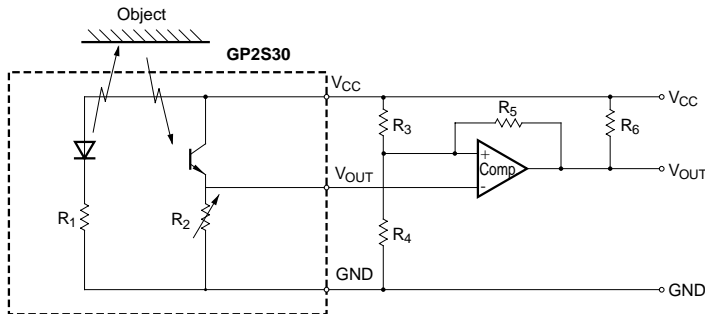 Object
GP2S30
VCC
VCC
R5
R3
R6
+
Comp.
-
VOUT
VOUT
R1
R2
R4
GND
GND